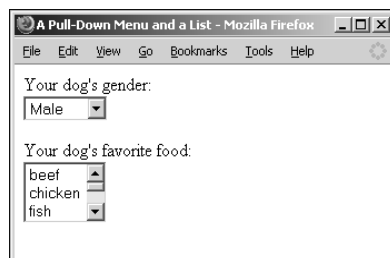 A Pull-Down Menu and a List - Mozilla Firefox
File Edit View Go Bookmarks Tools Help
Your dog's gender:
Male
Your dog's favorite food:
beef
chicken
fish